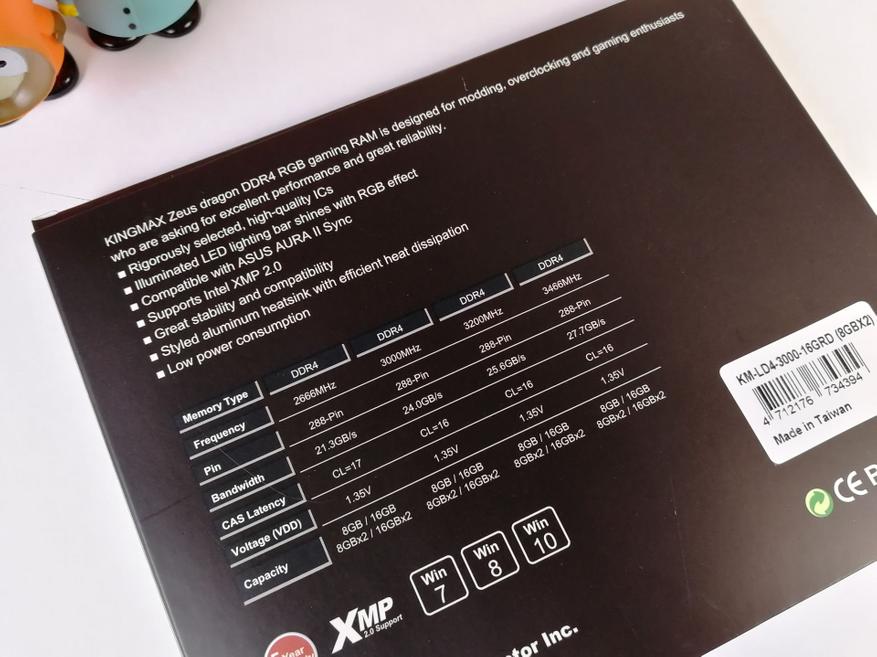 KINGMAX Zeus dragon DDR4 RGB gaming RAM is designed for modding, overclocking and gaming enthusiasts
who are asking for excellent performance and great reliability.
■ Rigorously selected, high-quality ICs
■ Illuminated LED lighting bar shines with RGB effect
■ Compatible with ASUS AURA II Sync
■ Supports Intel XMP 2.0
■ Great stability and compatibility
■ Styled aluminum heatsink with efficient heat dissipation
■ Low power consumption
Memory Type DDR4 DDR4 DDR4 DDR4
Frequency 2666MHz 3000MHz 3200MHz 3466MHz
Pin 288-Pin 288-Pin 288-Pin 288-Pin
Bandwidth 21.3GB/s 24.0GB/s 25.6GB/s 27.7GB/s
CAS Latency CL=17 CL=16 CL=16 CL=16
Voltage (VDD) 1.35V 1.35V 1.35V 1.35V
Capacity 8GB / 16GB 8GB / 16GB 8GB / 16GB 8GB / 16GB
8GBx2 / 16GBx2 8GBx2 / 16GBx2 8GBx2 / 16GBx2 8GBx2 / 16GBx2
KM-LD4-3000-16GRD (8GBX2)
4 712176 734394
Made in Taiwan
CE
XMP
2.0 Support
Win
7
Win
8
Win
10
Year
Inc.